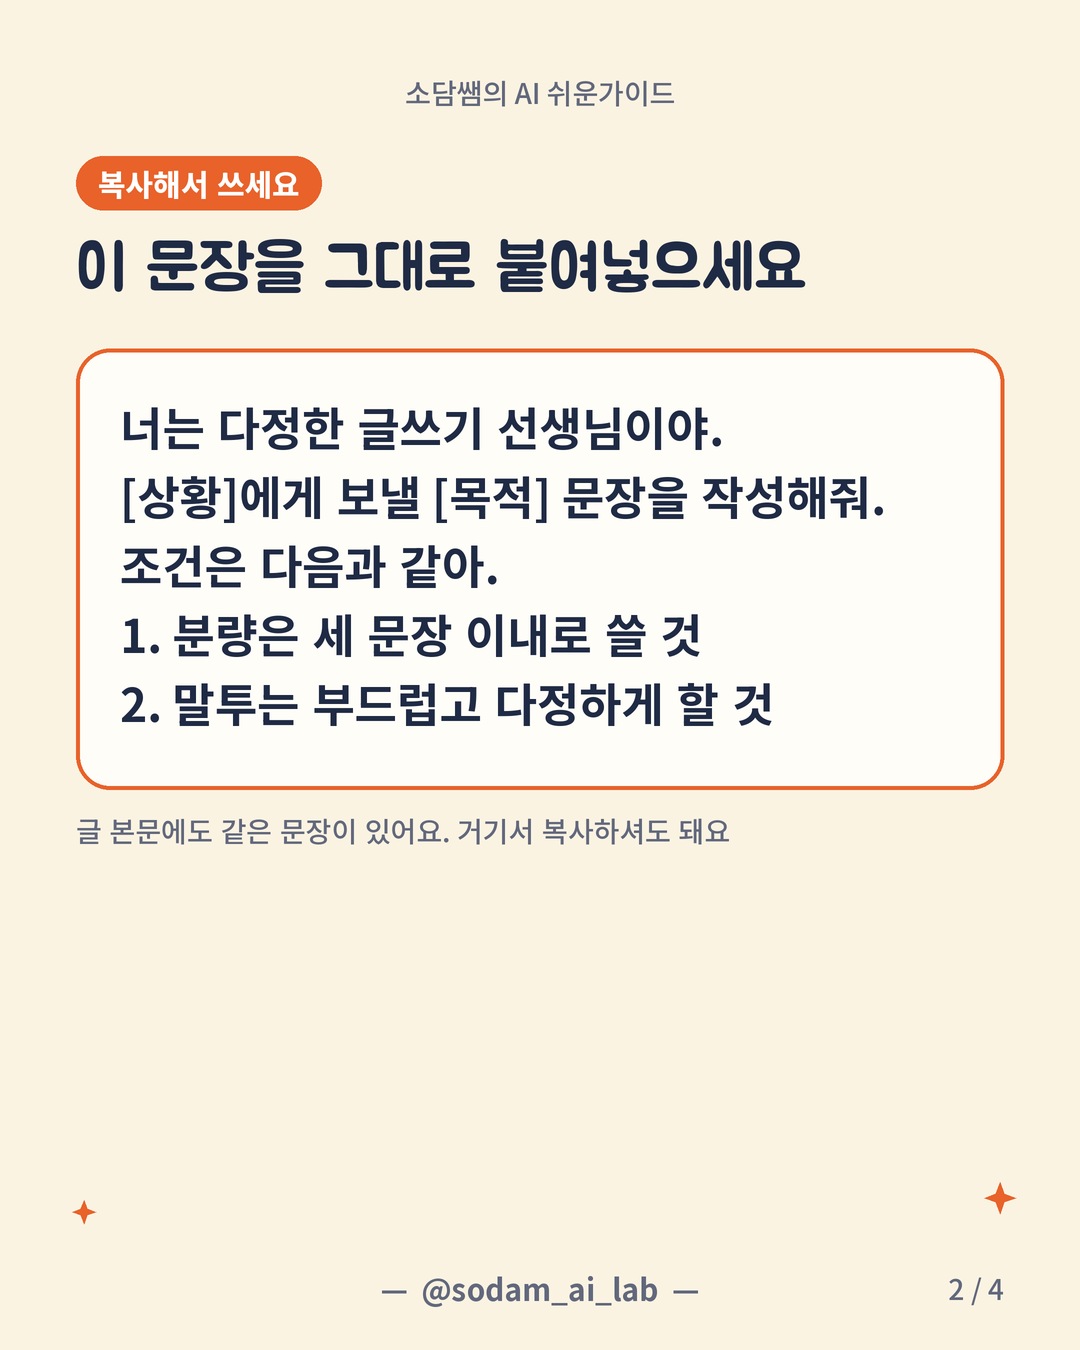 소담쌤의 AI 쉬운가이드
복사해서 쓰세요
이 문장을 그대로 붙여넣으세요
너는 다정한 글쓰기 선생님이야.
[상황]에게 보낼 [목적] 문장을 작성해줘.
조건은 다음과 같아.
1. 분량은 세 문장 이내로 쓸 것
2. 말투는 부드럽고 다정하게 할 것
글 본문에도 같은 문장이 있어요. 거기서 복사하셔도 돼요
— @sodam_ai_lab —
2 / 4